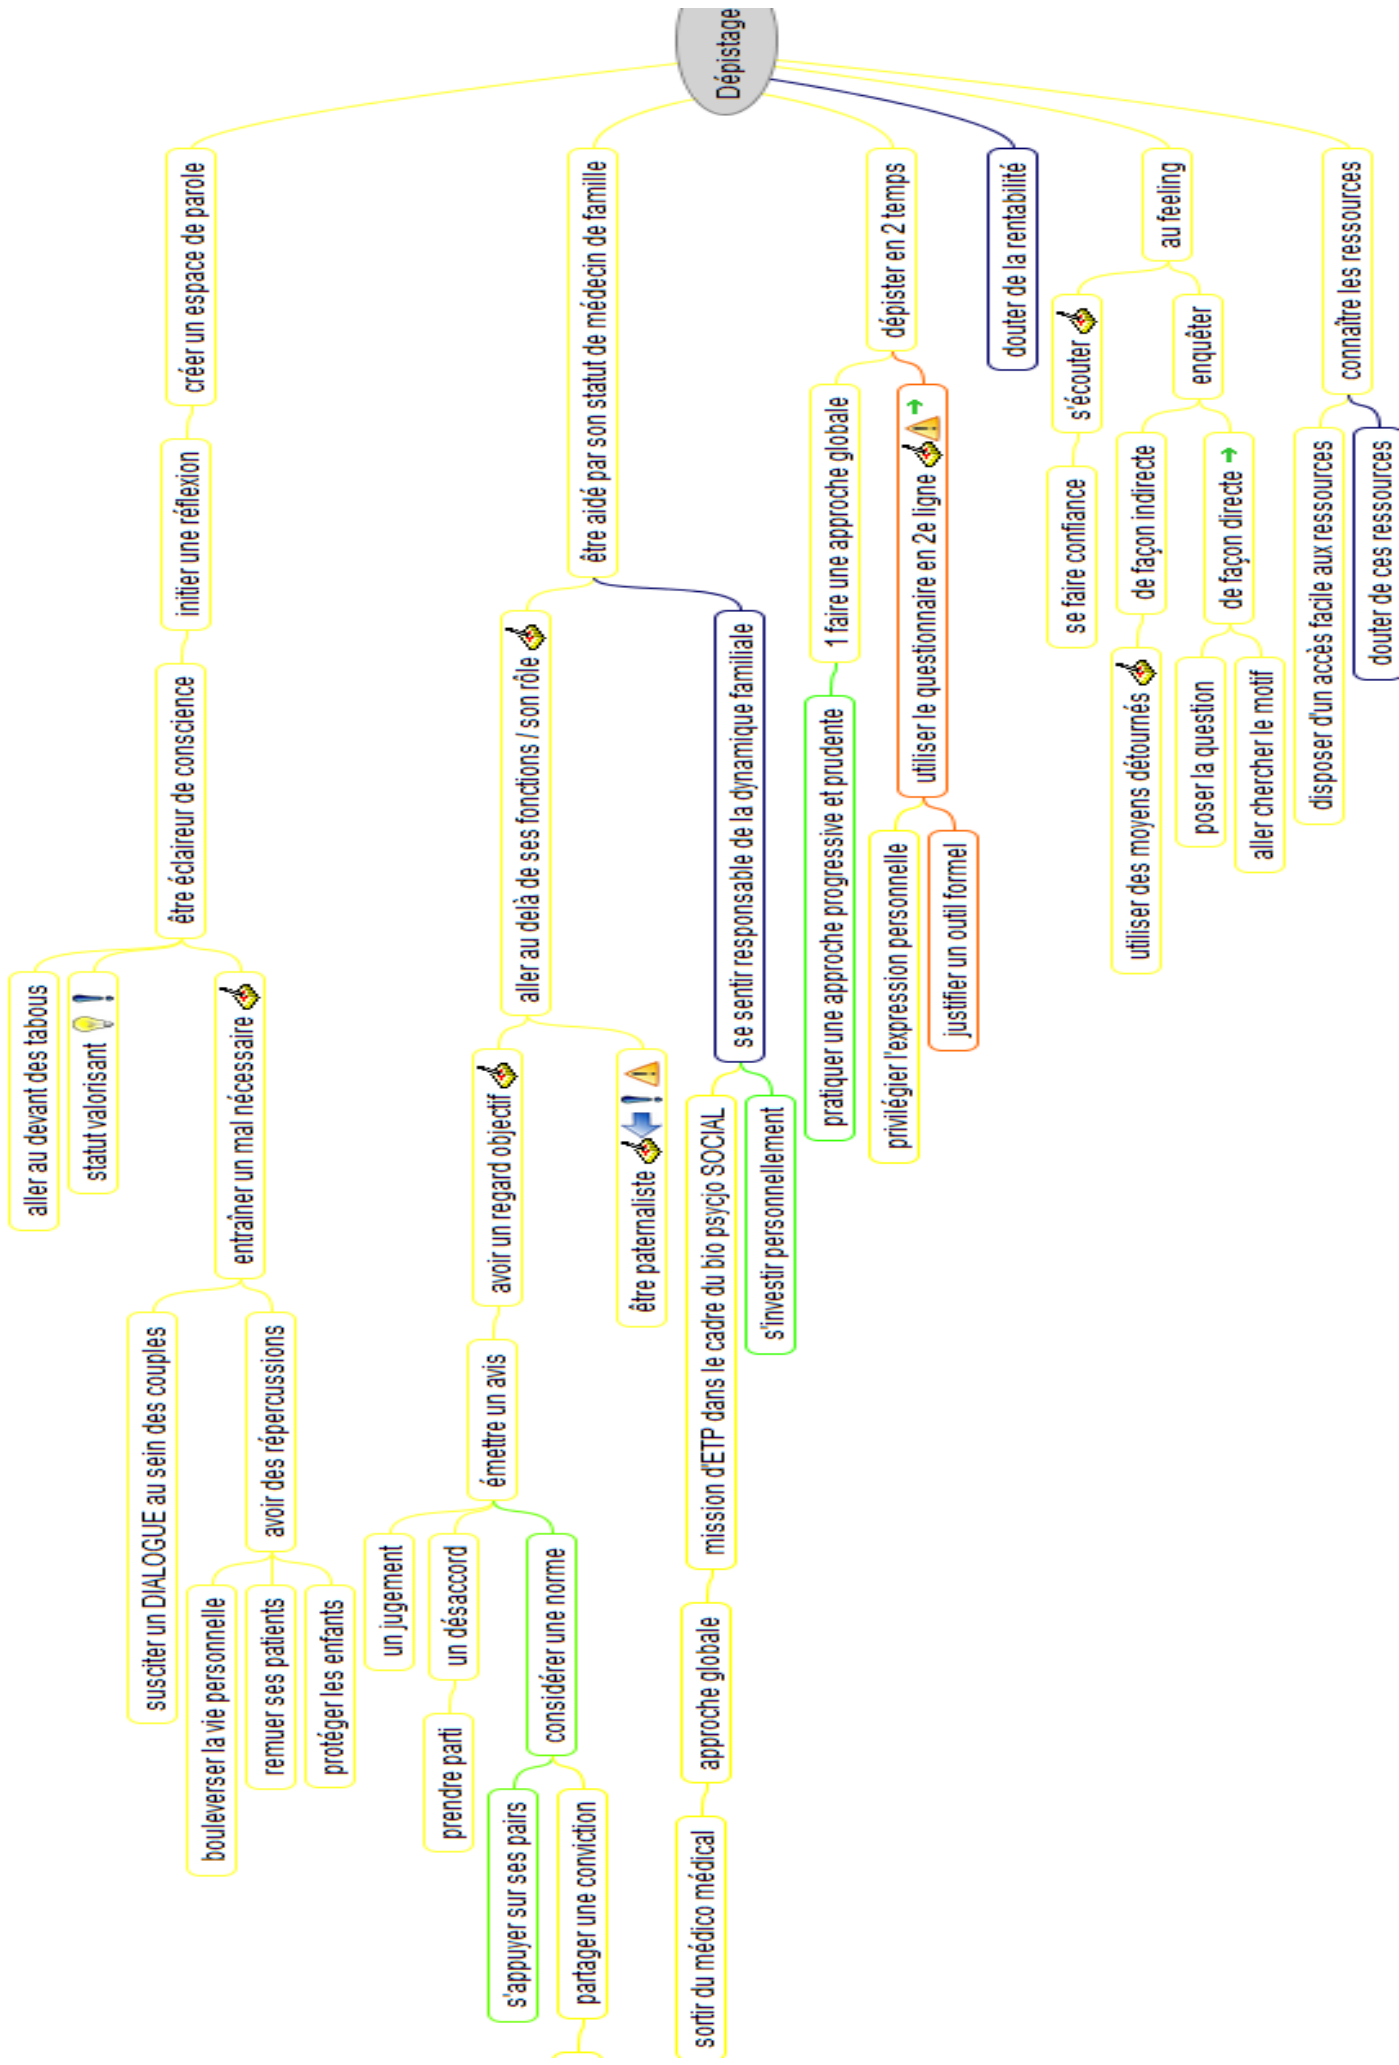 Dépistage
créer un espace de parole
initier une réflexion
être éclaireur de conscience
aller au devant des tabous
statut valorisant
entraîner un mal nécessaire
susciter un DIALOGUE au sein des couples
avoir des répercussions
bouleverser la vie personnelle
remuer ses patients
protéger les enfants
être aidé par son statut de médecin de famille
aller au delà de ses fonctions / son rôle
avoir un regard objectif
émettre un avis
un jugement
un désaccord
prendre parti
considérer une norme
s'appuyer sur ses pairs
partager une conviction
être paternaliste
se sentir responsable de la dynamique familiale
mission d'ETP dans le cadre du bio psycjo SOCIAL
approche globale
sortir du médico médical
s'investir personnellement
dépister en 2 temps
1 faire une approche globale
pratiquer une approche progressive et prudente
utiliser le questionnaire en 2e ligne
privilégier l'expression personnelle
justifier un outil formel
douter de la rentabilité
au feeling
s'écouter
se faire confiance
enquêter
de façon indirecte
utiliser des moyens détournés
de façon directe
poser la question
aller chercher le motif
connaître les ressources
disposer d'un accès facile aux ressources
douter de ces ressources